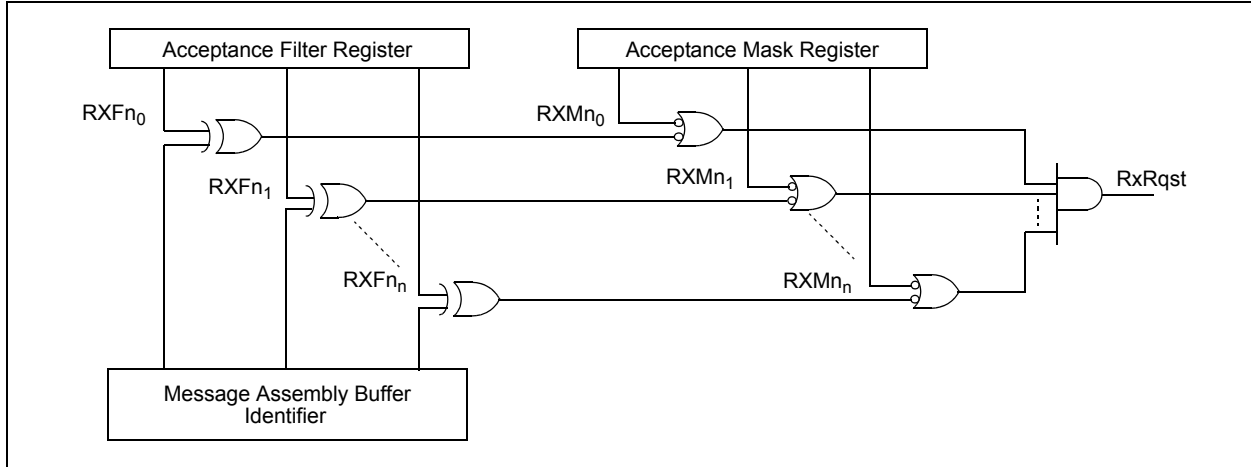 Acceptance Filter Register
Acceptance Mask Register
RXFn0
RXMn0
RXFn1
RXMn1
RxRqst
RXFnn
RXMnn
Message Assembly Buffer
Identifier